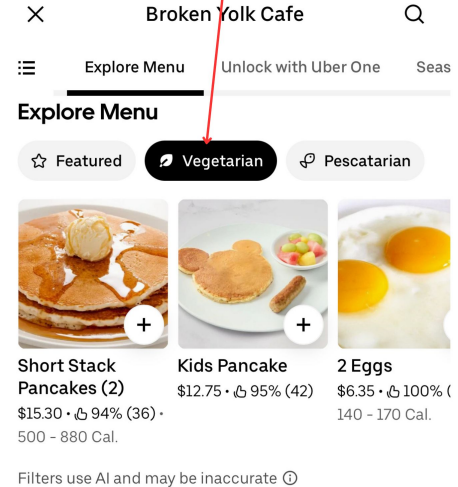 Broken Yolk Cafe
Explore Menu
Unlock with Uber One
Seas
Explore Menu
Featured
Vegetarian
Pescatarian
Short Stack
Pancakes (2)
$15.30 • 94% (36) •
500 - 880 Cal.
Kids Pancake
$12.75 • 95% (42)
2 Eggs
$6.35 • 100% (
140 - 170 Cal.
Filters use AI and may be inaccurate